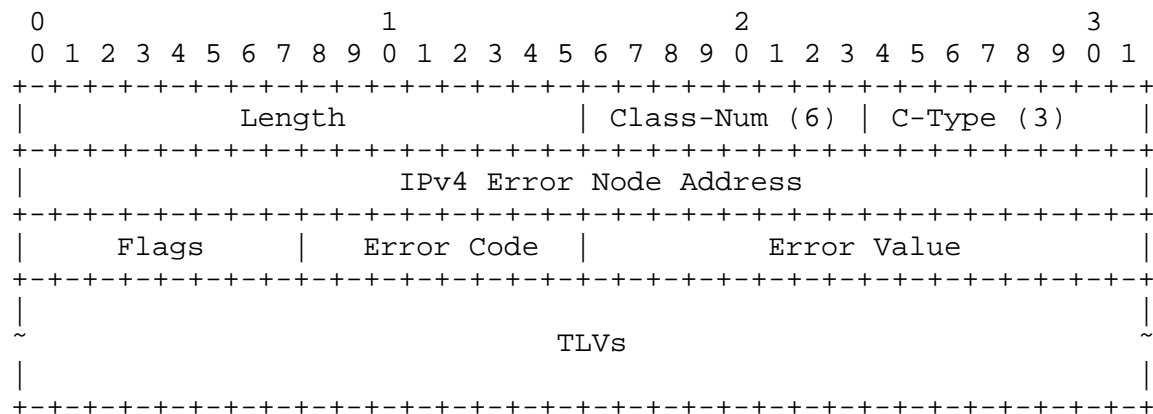 0                   1                   2                   3
 0 1 2 3 4 5 6 7 8 9 0 1 2 3 4 5 6 7 8 9 0 1 2 3 4 5 6 7 8 9 0 1
+-+-+-+-+-+-+-+-+-+-+-+-+-+-+-+-+-+-+-+-+-+-+-+-+-+-+-+-+-+-+-+-+
|            Length             | Class-Num (6) | C-Type (3)    |
+-+-+-+-+-+-+-+-+-+-+-+-+-+-+-+-+-+-+-+-+-+-+-+-+-+-+-+-+-+-+-+-+
|                     IPv4 Error Node Address                   |
+-+-+-+-+-+-+-+-+-+-+-+-+-+-+-+-+-+-+-+-+-+-+-+-+-+-+-+-+-+-+-+-+
|     Flags     |   Error Code  |          Error Value          |
+-+-+-+-+-+-+-+-+-+-+-+-+-+-+-+-+-+-+-+-+-+-+-+-+-+-+-+-+-+-+-+-+
|                                                               |
~                              TLVs                             ~
|                                                               |
+-+-+-+-+-+-+-+-+-+-+-+-+-+-+-+-+-+-+-+-+-+-+-+-+-+-+-+-+-+-+-+-+